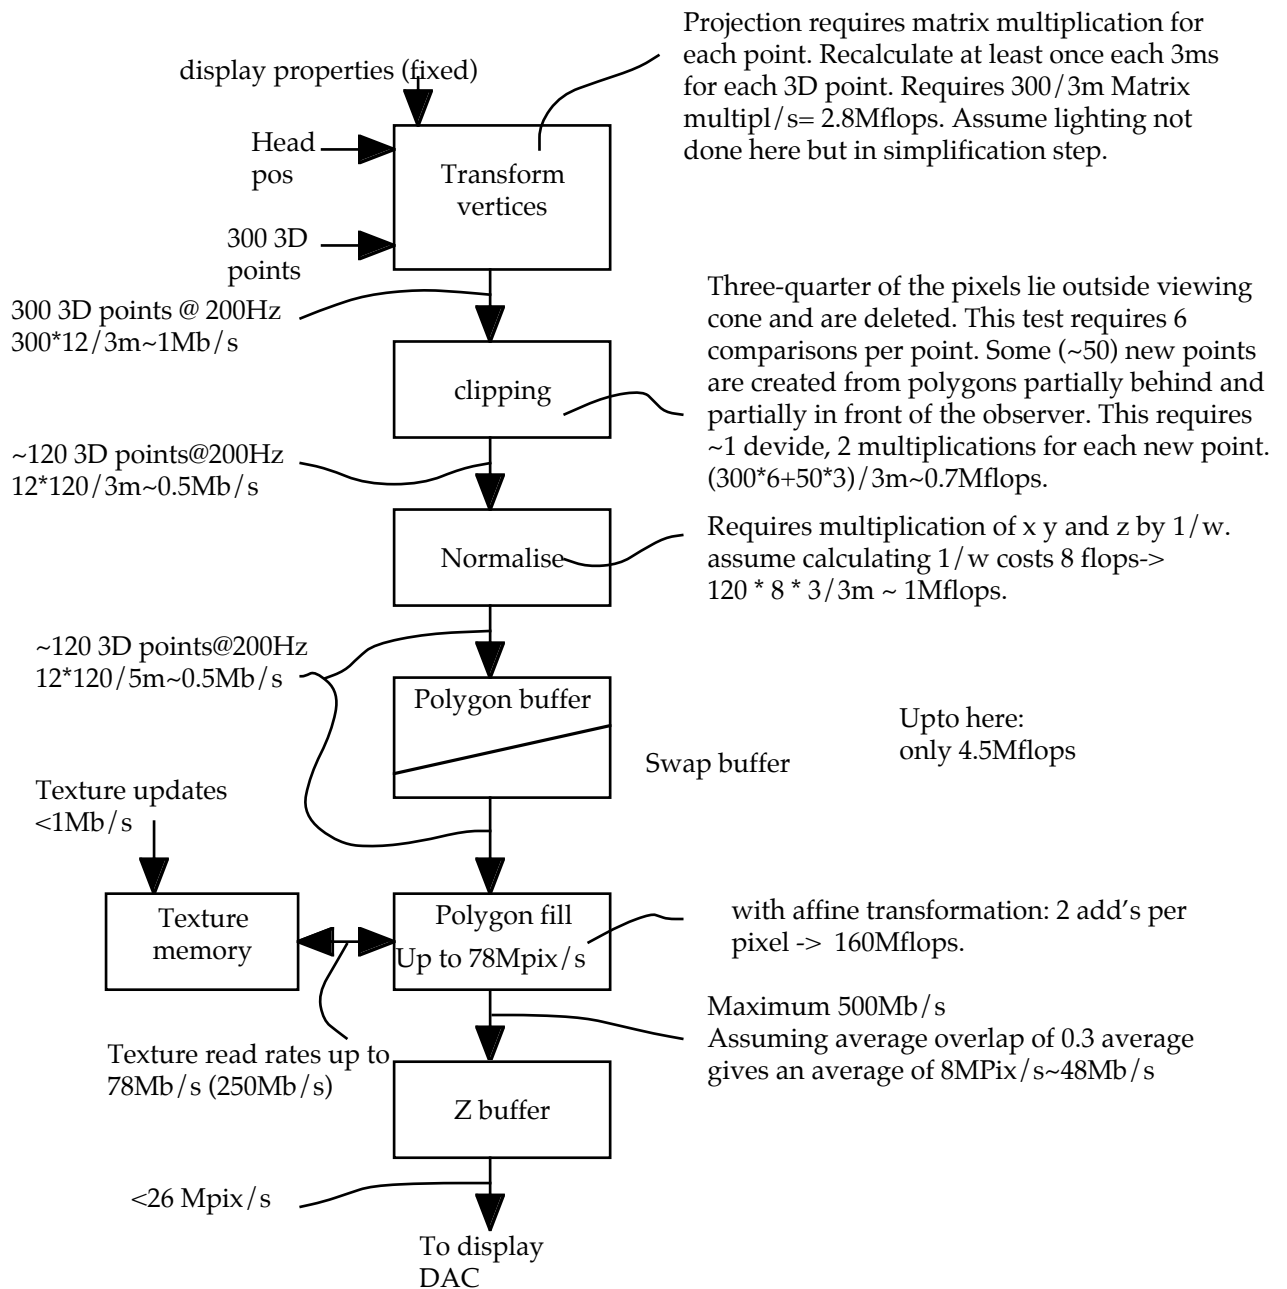 Projection requires matrix multiplication for
each point. Recalculate at least once each 3ms
for each 3D point. Requires 300/3m Matrix
multipl/s= 2.8Mflops. Assume lighting not
done here but in simplification step.
display properties (fixed)
Head
pos
Transform
vertices
300 3D
points
300 3D points @ 200Hz
300*12/3m~1Mb/s
Three-quarter of the pixels lie outside viewing
cone and are deleted. This test requires 6
comparisons per point. Some (~50) new points
are created from polygons partially behind and
partially in front of the observer. This requires
~1 devide, 2 multiplications for each new point.
(300*6+50*3)/3m~0.7Mflops.
clipping
~120 3D points@200Hz
12*120/3m~0.5Mb/s
Normalise
Requires multiplication of x y and z by 1/w.
assume calculating 1/w costs 8 flops->
120 * 8 * 3/3m ~ 1Mflops.
~120 3D points@200Hz
12*120/5m~0.5Mb/s
Polygon buffer
Swap buffer
Upto here:
only 4.5Mflops
Texture updates
<1Mb/s
Texture
memory
Polygon fill
Up to 78Mpix/s
with affine transformation: 2 add's per
pixel -> 160Mflops.
Texture read rates up to
78Mb/s (250Mb/s)
Maximum 500Mb/s
Assuming average overlap of 0.3 average
gives an average of 8MPix/s~48Mb/s
Z buffer
<26 Mpix/s
To display
DAC